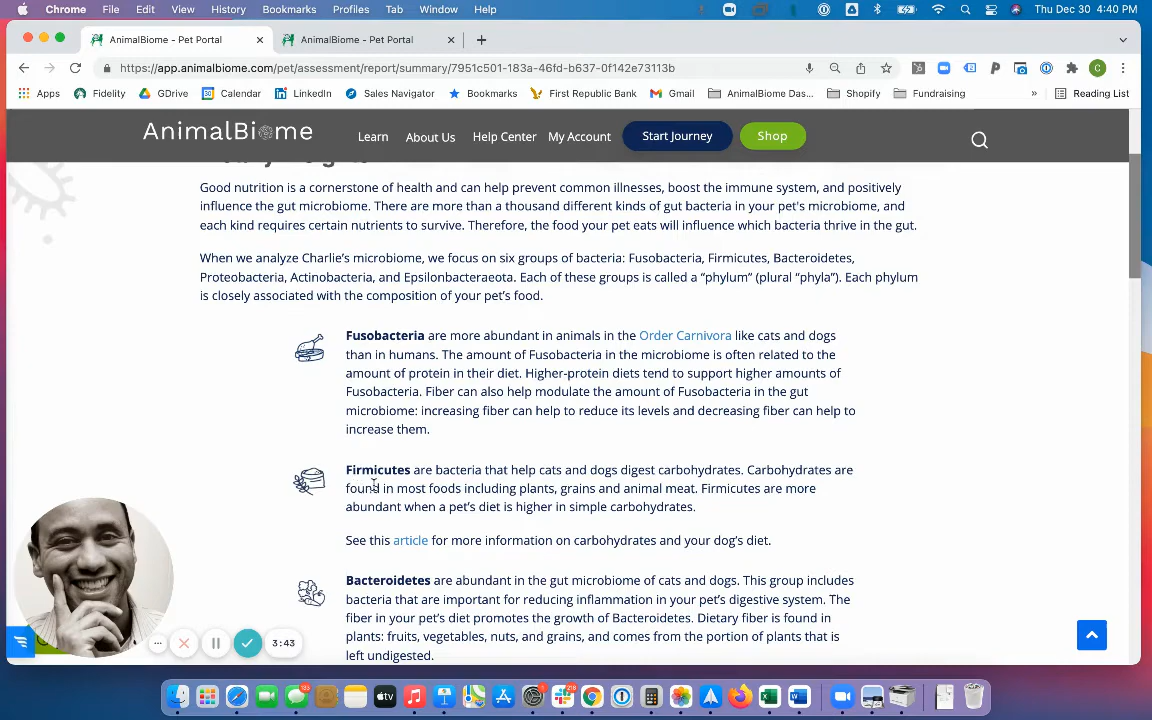 Chrome File Edit View History Bookmarks Profiles Tab Window Help Thu Dec 30 4:40 PM
AnimalBiome - Pet Portal AnimalBiome - Pet Portal
https://app.animalbiome.com/pet/assessment/report/summary/7951c501-183a-46fd-b637-0f142e73113b
Apps Fidelity GDrive Calendar LinkedIn Sales Navigator Bookmarks First Republic Bank Gmail AnimalBiome Das... Shopify Fundraising » Reading List
AnimalBiome Learn About Us Help Center My Account Start Journey Shop
Good nutrition is a cornerstone of health and can help prevent common illnesses, boost the immune system, and positively
influence the gut microbiome. There are more than a thousand different kinds of gut bacteria in your pet's microbiome, and
each kind requires certain nutrients to survive. Therefore, the food your pet eats will influence which bacteria thrive in the gut.
When we analyze Charlie's microbiome, we focus on six groups of bacteria: Fusobacteria, Firmicutes, Bacteroidetes,
Proteobacteria, Actinobacteria, and Epsilonbacteraeota. Each of these groups is called a “phylum” (plural “phyla”). Each phylum
is closely associated with the composition of your pet's food.
Fusobacteria are more abundant in animals in the Order Carnivora like cats and dogs
than in humans. The amount of Fusobacteria in the microbiome is often related to the
amount of protein in their diet. Higher-protein diets tend to support higher amounts of
Fusobacteria. Fiber can also help modulate the amount of Fusobacteria in the gut
microbiome: increasing fiber can help to reduce its levels and decreasing fiber can help to
increase them.
Firmicutes are bacteria that help cats and dogs digest carbohydrates. Carbohydrates are
found in most foods including plants, grains and animal meat. Firmicutes are more
abundant when a pet's diet is higher in simple carbohydrates.
See this article for more information on carbohydrates and your dog's diet.
Bacteroidetes are abundant in the gut microbiome of cats and dogs. This group includes
bacteria that are important for reducing inflammation in your pet's digestive system. The
fiber in your pet's diet promotes the growth of Bacteroidetes. Dietary fiber is found in
plants: fruits, vegetables, nuts, and grains, and comes from the portion of plants that is
left undigested.
3:43